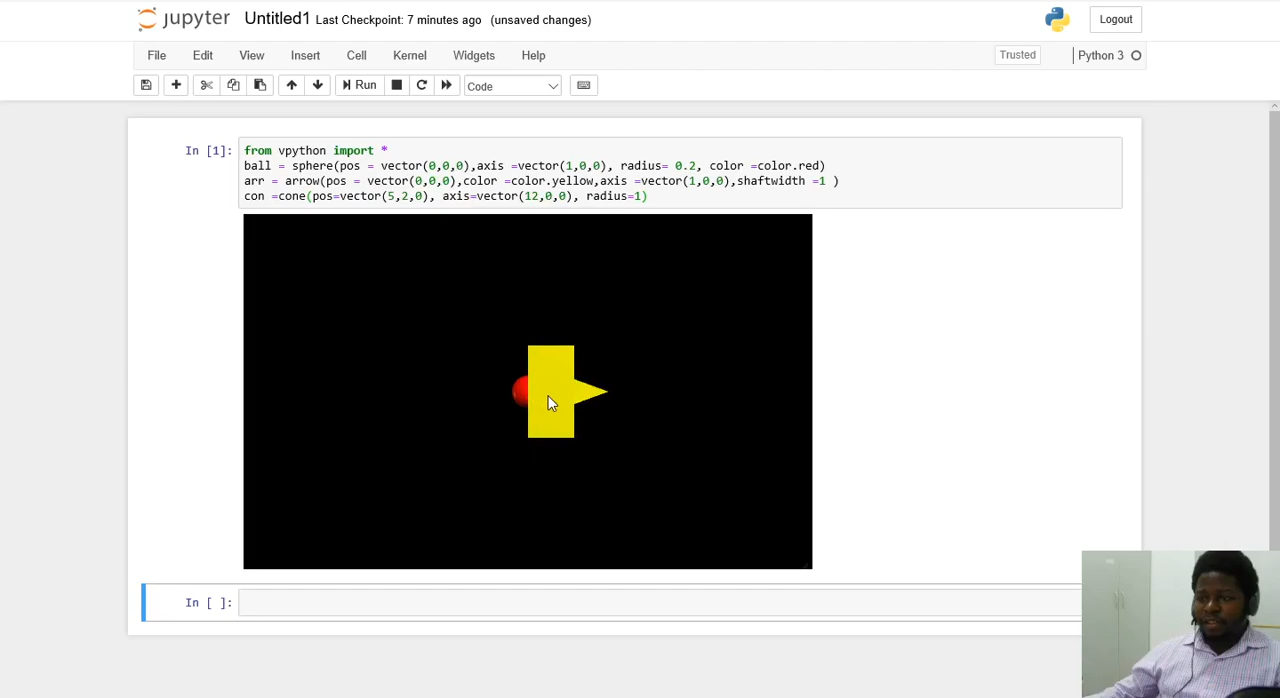 jupyter Untitled1 Last Checkpoint: 7 minutes ago (unsaved changes) Logout
File Edit View Insert Cell Kernel Widgets Help Trusted Python 3
Run Code
In [1]: from vpython import *
ball = sphere(pos = vector(0,0,0),axis =vector(1,0,0), radius= 0.2, color =color.red)
arr = arrow(pos = vector(0,0,0),color =color.yellow,axis =vector(1,0,0),shaftwidth =1 )
con =cone(pos=vector(5,2,0), axis=vector(12,0,0), radius=1)
In [ ]: